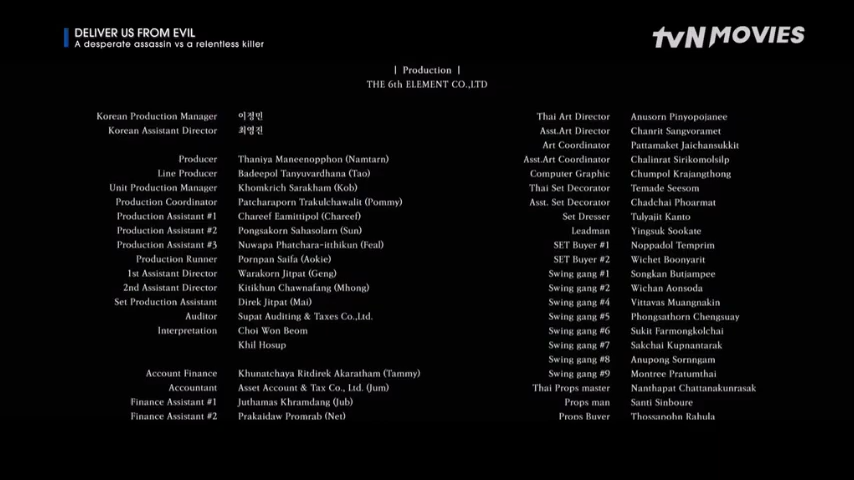 DELIVER US FROM EVIL
A desperate assassin vs a relentless killer
tvN MOVIES
| Production |
THE 6th ELEMENT CO.,LTD
Korean Production Manager 이정민
Korean Assistant Director 최영진
Producer Thaniya Maneenopphon (Namtarn)
Line Producer Badeepol Tanyuvardhana (Tao)
Unit Production Manager Khomkrich Sarakham (Kob)
Production Coordinator Patcharaporn Trakulchawalit (Pommy)
Production Assistant #1 Chareef Eamittipol (Chareef)
Production Assistant #2 Pongsakorn Sahasolarn (Sun)
Production Assistant #3 Nuwapa Phatchara-itthikun (Feal)
Production Runner Pornpan Saifa (Aokie)
1st Assistant Director Warakorn Jitpat (Geng)
2nd Assistant Director Kitikhun Chawnafang (Mhong)
Set Production Assistant Direk Jitpat (Mai)
Auditor Supat Auditing & Taxes Co.,Ltd.
Interpretation Choi Won Beom
Khil Hosup
Account Finance Khunatchaya Ritdirek Akaratham (Tammy)
Accountant Asset Account & Tax Co., Ltd. (Jum)
Finance Assistant #1 Juthamas Khramdang (Jub)
Finance Assistant #2 Prakaidaw Promrab (Net)
Thai Art Director Anusorn Pinyopojanee
Asst.Art Director Chanrit Sangvoramet
Art Coordinator Pattamaket Jaichansukkit
Asst.Art Coordinator Chalinrat Sirikomolsilp
Computer Graphic Chumpol Krajangthong
Thai Set Decorator Temade Seesom
Asst. Set Decorator Chadchai Phoarmat
Set Dresser Tulyajit Kanto
Leadman Yingsuk Sookate
SET Buyer #1 Noppadol Temprim
SET Buyer #2 Wichet Boonyarit
Swing gang #1 Songkan Butjampee
Swing gang #2 Wichan Aonsoda
Swing gang #4 Vittavas Muangnakin
Swing gang #5 Phongsathorn Chengsuay
Swing gang #6 Sukit Farmongkolchai
Swing gang #7 Sakchai Kupnantarak
Swing gang #8 Anupong Sornngam
Swing gang #9 Montree Pratumthai
Thai Props master Nanthapat Chattanakunrasak
Props man Santi Sinboure
Props Buyer Thossapohn Rahula